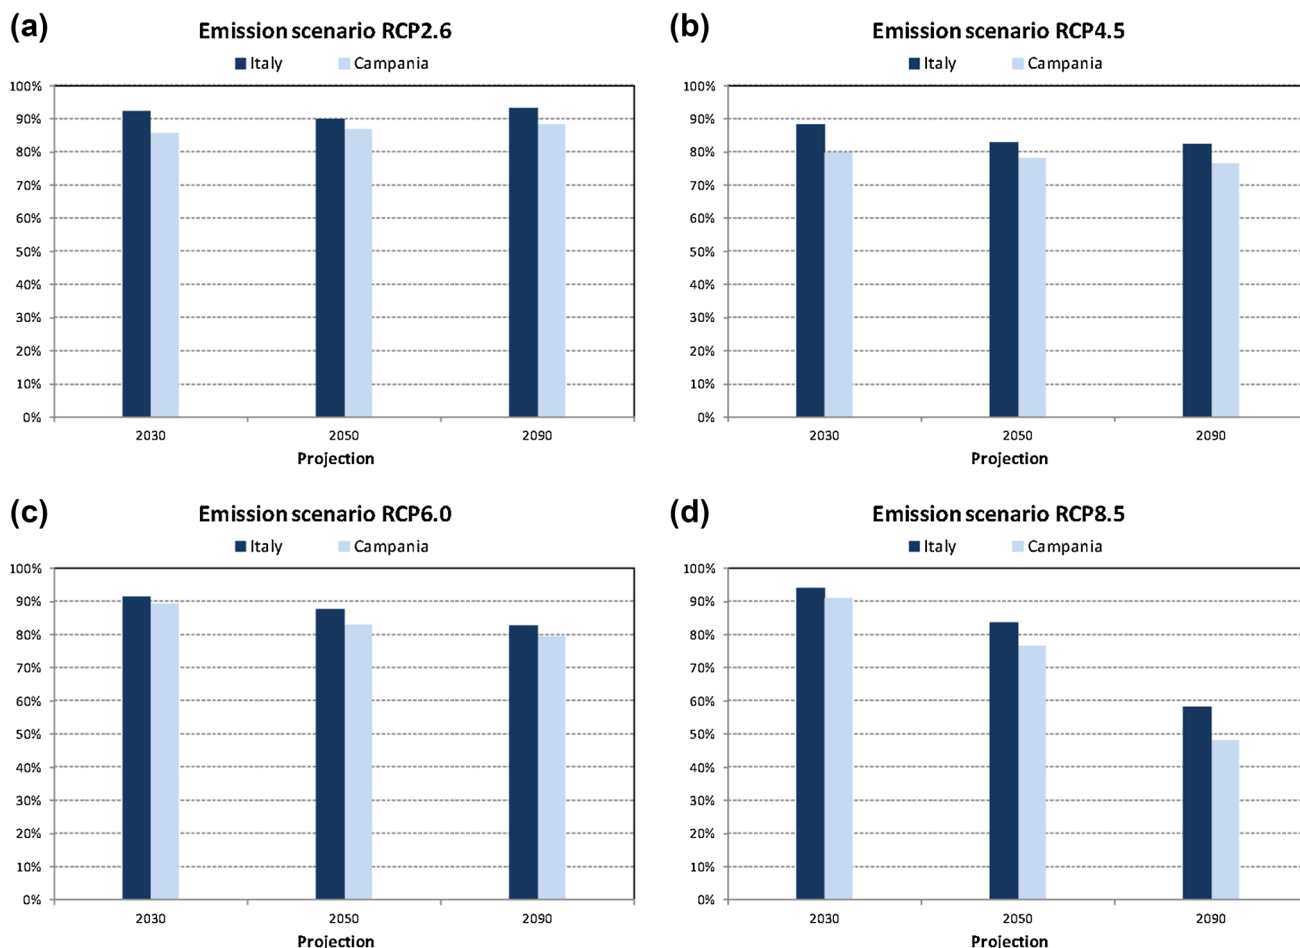 (a)
Emission scenario RCP2.6
Italy Campania
100%
90%
80%
70%
60%
50%
40%
30%
20%
10%
0%
2030 2050 2090
Projection
(b)
Emission scenario RCP4.5
Italy Campania
100%
90%
80%
70%
60%
50%
40%
30%
20%
10%
0%
2030 2050 2090
Projection
(c)
Emission scenario RCP6.0
Italy Campania
100%
90%
80%
70%
60%
50%
40%
30%
20%
10%
0%
2030 2050 2090
Projection
(d)
Emission scenario RCP8.5
Italy Campania
100%
90%
80%
70%
60%
50%
40%
30%
20%
10%
0%
2030 2050 2090
Projection